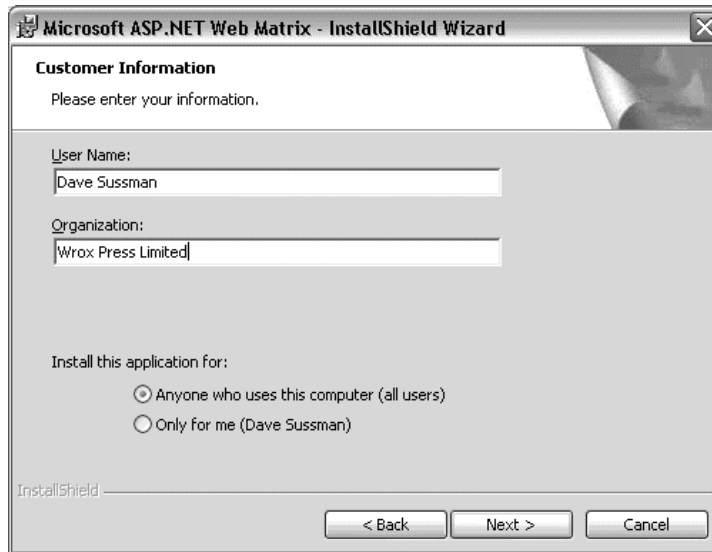 Microsoft ASP.NET Web Matrix - InstallShield Wizard
Customer Information
Please enter your information.
User Name:
Dave Sussman
Organization:
Wrox Press Limited
Install this application for:
Anyone who uses this computer (all users)
Only for me (Dave Sussman)
InstallShield
< Back Next > Cancel